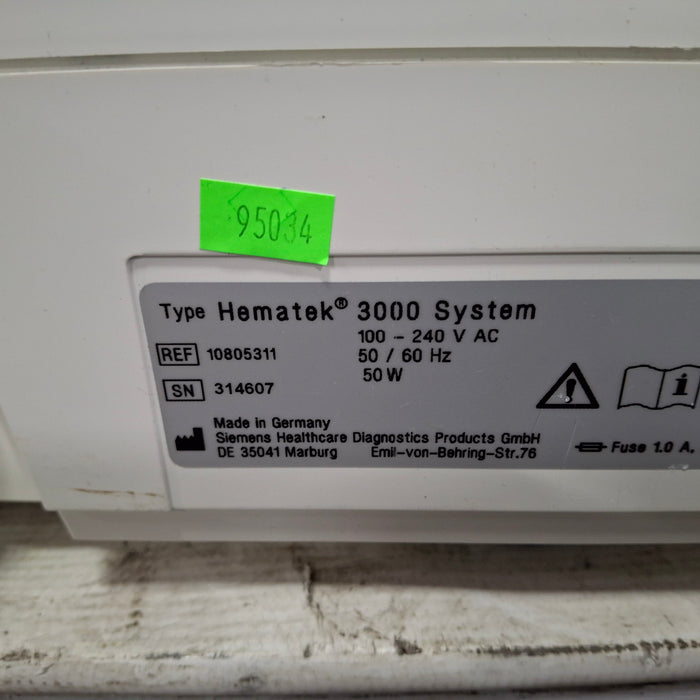 95034
Type Hematek® 3000 System
100 - 240 V AC
REF 10805311
50 / 60 Hz
50 W
SN 314607
Made in Germany
Siemens Healthcare Diagnostics Products GmbH
DE 35041 Marburg Emil-von-Behring-Str.76
Fuse 1.0 A,